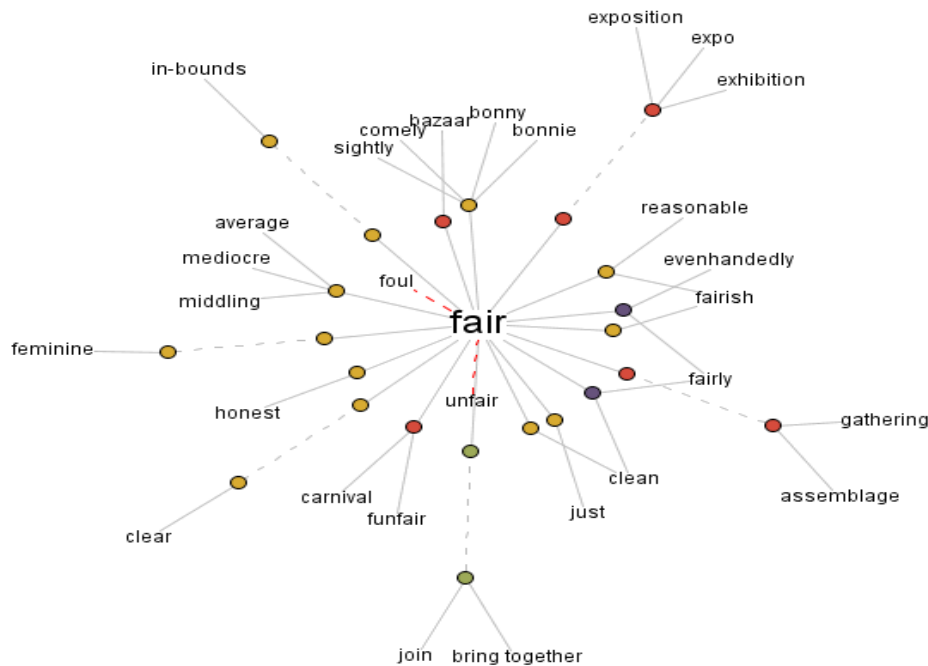 exposition
expo
in-bounds
exhibition
bonny
bazaar
comely
bonnie
sightly
reasonable
average
evenhandedly
mediocre
foul
middling
fairish
fair
feminine
fairly
unfair
honest
gathering
clean
carnival
assemblage
just
funfair
clear
join
bring together